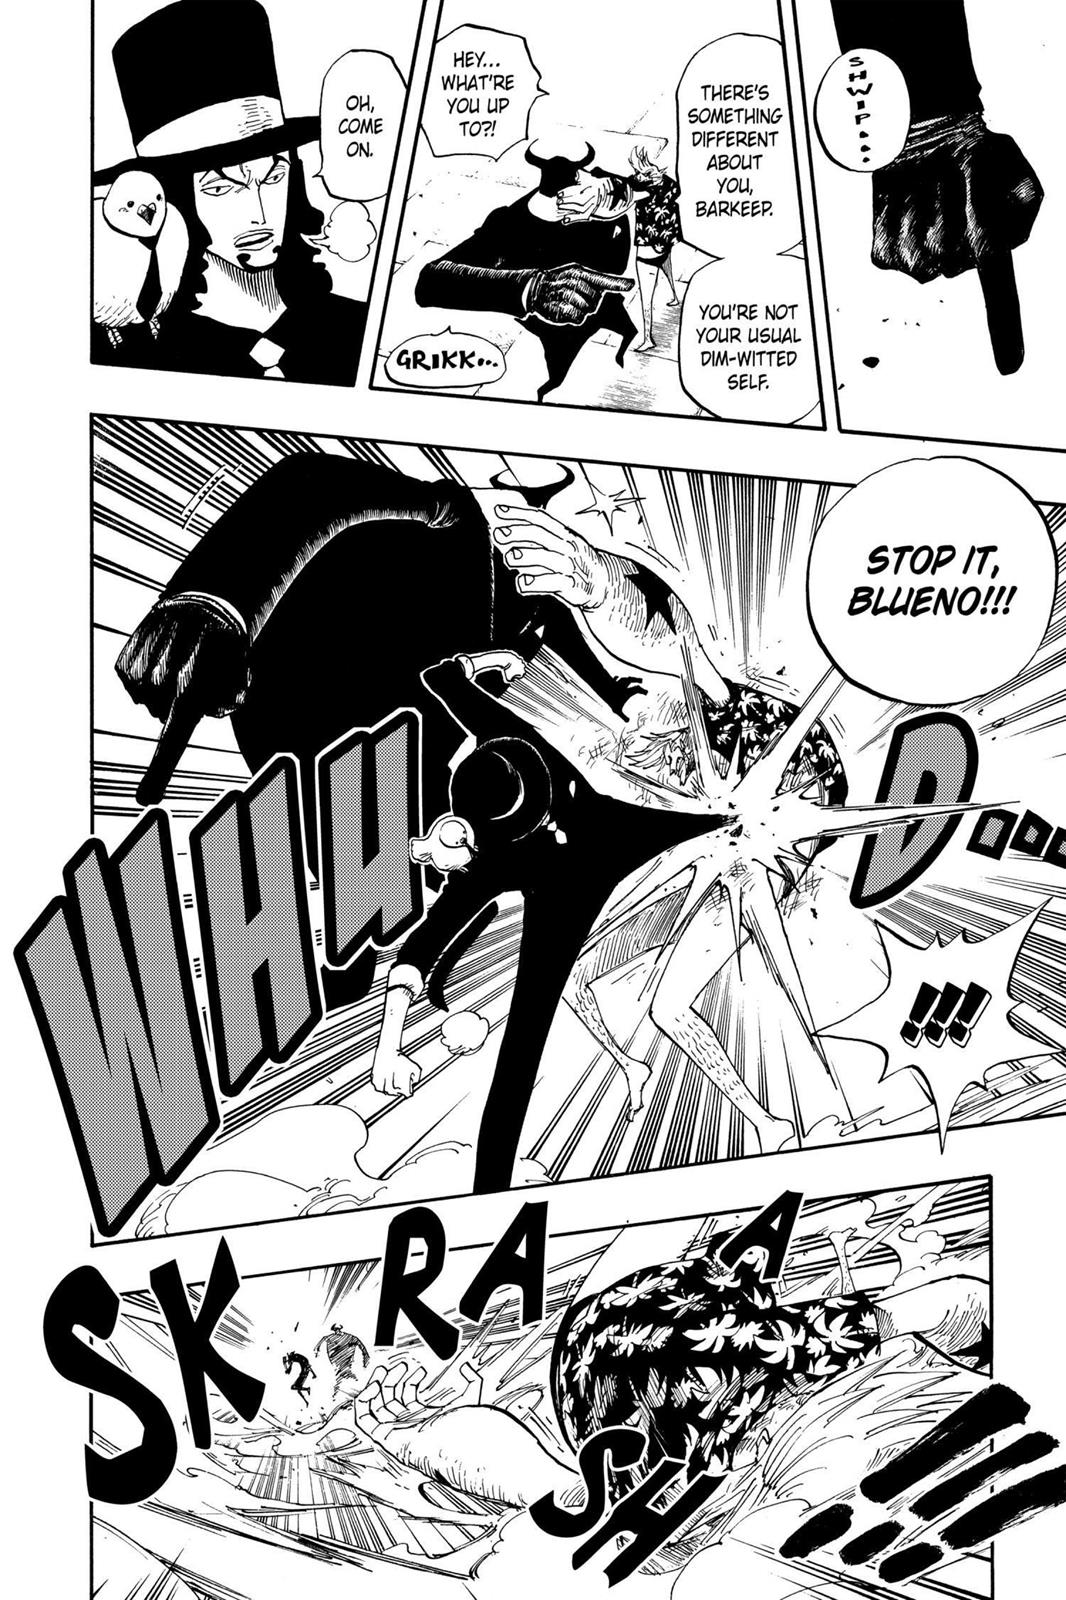 OH,
COME
ON.
HEY...
WHAT'RE
YOU UP
TO?!
THERE'S
SOMETHING
DIFFERENT
ABOUT
YOU,
BARKEEP.
YOU'RE NOT
YOUR USUAL
DIM-WITTED
SELF.
GRIKK...
SHWIP....
STOP IT,
BLUENO!!!
WHUD....
!!!!
SKRAASH!!!